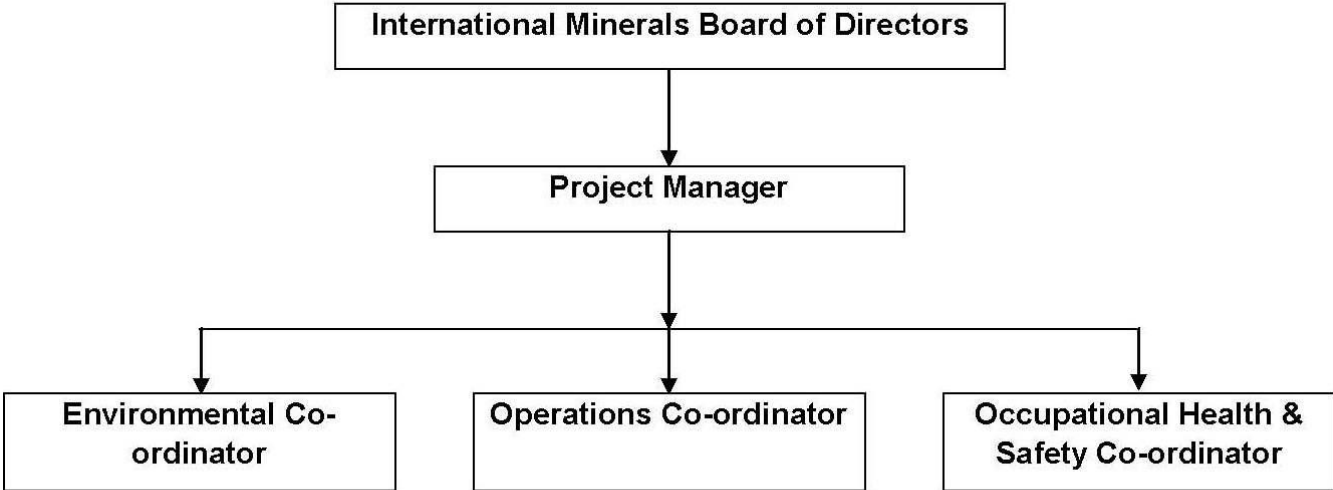 International Minerals Board of Directors
Project Manager
Environmental Co-
ordinator
Operations Co-ordinator
Occupational Health &
Safety Co-ordinator